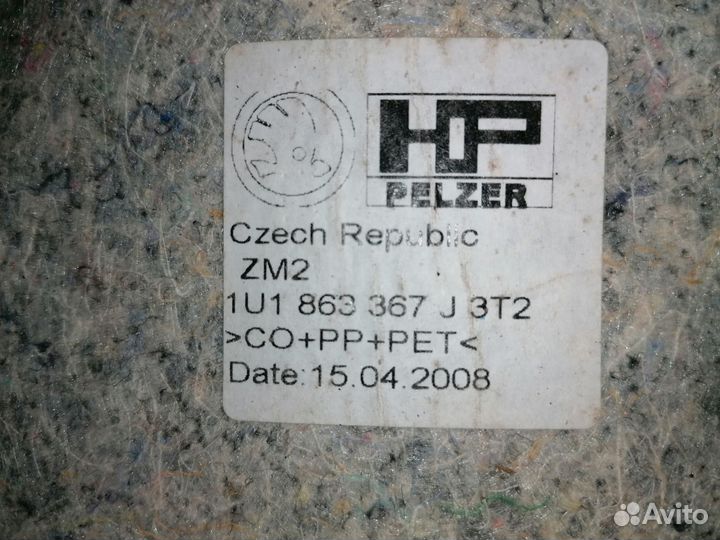 HP
PELZER
Czech Republic
ZM2
1U1 863 367 J 3T2
>CO+PP+PET<
Date:15.04.2008
Avito